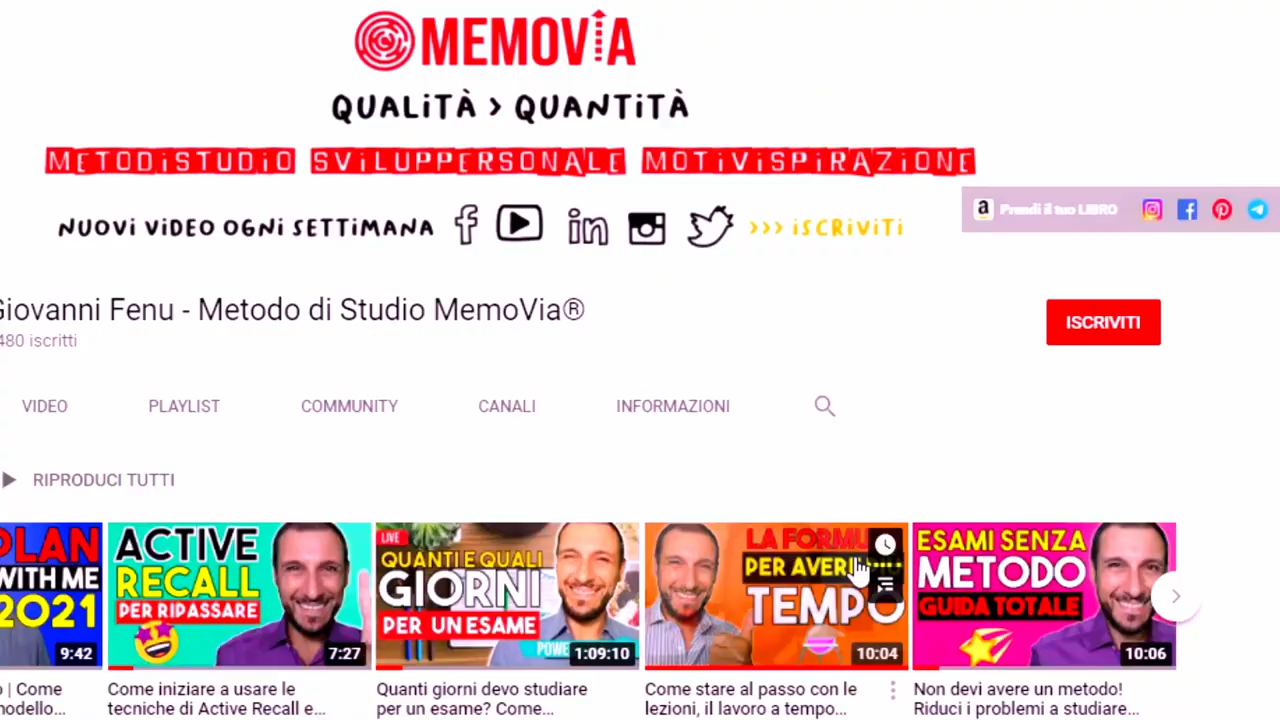 MEMOVIA
QUALITÀ > QUANTITÀ
METODiSTUDiO SViLUPPERSONALE MOTiViSPiRAZiONE
NUOVi ViDEO OGNi SETTiMANA >>> iSCRiViTi
Prendi il tuo LIBRO
Giovanni Fenu - Metodo di Studio MemoVia®
480 iscritti
ISCRIVITI
VIDEO PLAYLIST COMMUNITY CANALI INFORMAZIONI
RIPRODUCI TUTTI
PLAN
WITH ME
2021
9:42
ACTIVE
RECALL
PER RIPASSARE
7:27
LIVE
QUANTI E QUALI
GIORNI
PER UN ESAME
1:09:10
LA
PER
TEMPO
10:04
ESAMI SENZA
METODO
GUIDA TOTALE
10:06
| Come
Come iniziare a usare le
tecniche di Active Recall e...
Quanti giorni devo studiare
per un esame? Come...
Come stare al passo con le
lezioni, il lavoro a tempo...
Non devi avere un metodo!
Riduci i problemi a studiare...